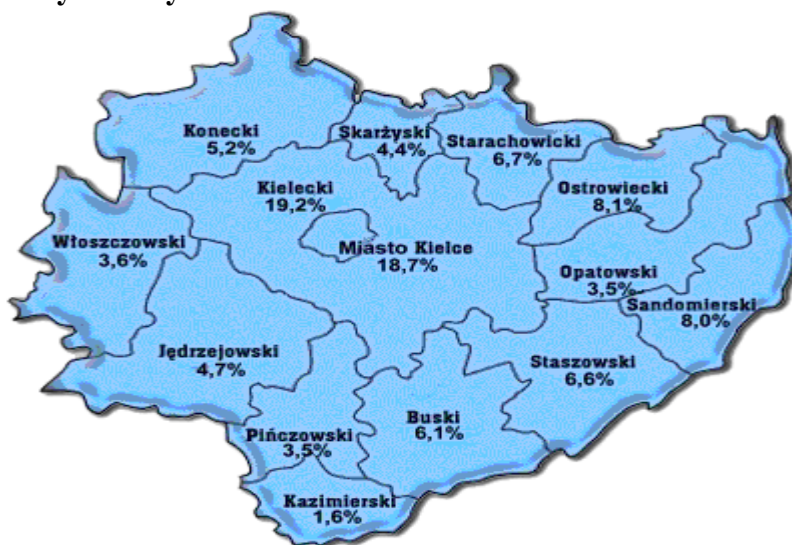 Konecki
5,2%
Skarżyski
4,4%
Starachowicki
6,7%
Kielecki
19,2%
Ostrowiecki
8,1%
Włoszczowski
3,6%
Miasto Kielce
18,7%
Opatowski
3,5%
Sandomierski
8,0%
Jędrzejowski
4,7%
Staszowski
6,6%
Buski
6,1%
Pińczowski
3,5%
Kazimierski
1,6%